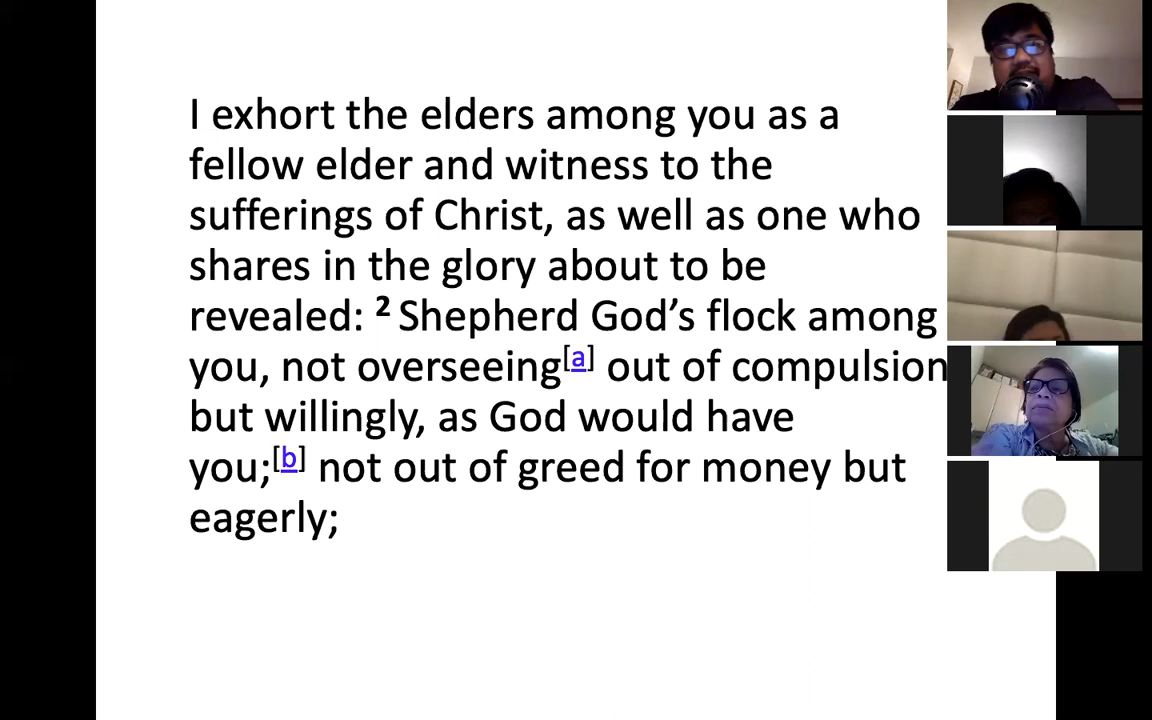 I exhort the elders among you as a
fellow elder and witness to the
sufferings of Christ, as well as one who
shares in the glory about to be
revealed: 2 Shepherd God’s flock among
you, not overseeing[a] out of compulsion
but willingly, as God would have
you;[b] not out of greed for money but
eagerly;